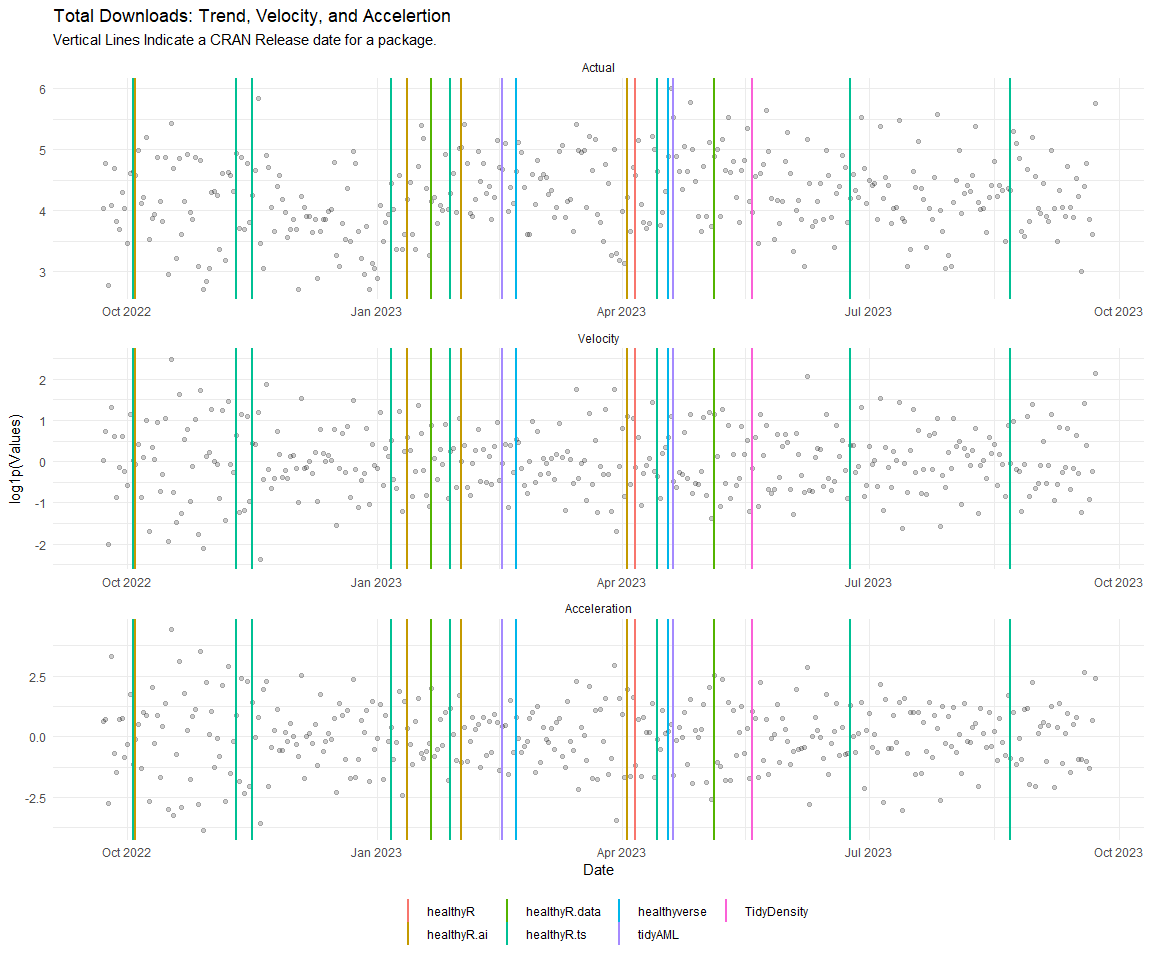 Total Downloads: Trend, Velocity, and Accelertion
Vertical Lines Indicate a CRAN Release date for a package.
Actual
6
5
4
3
Oct 2022 Jan 2023 Apr 2023 Jul 2023 Oct 2023
Velocity
2
1
0
-1
-2
log1p(Values)
Oct 2022 Jan 2023 Apr 2023 Jul 2023 Oct 2023
Acceleration
2.5
0.0
-2.5
Oct 2022 Jan 2023 Apr 2023 Jul 2023 Oct 2023
Date
healthyR healthyR.data healthyverse TidyDensity
healthyR.ai healthyR.ts tidyAML